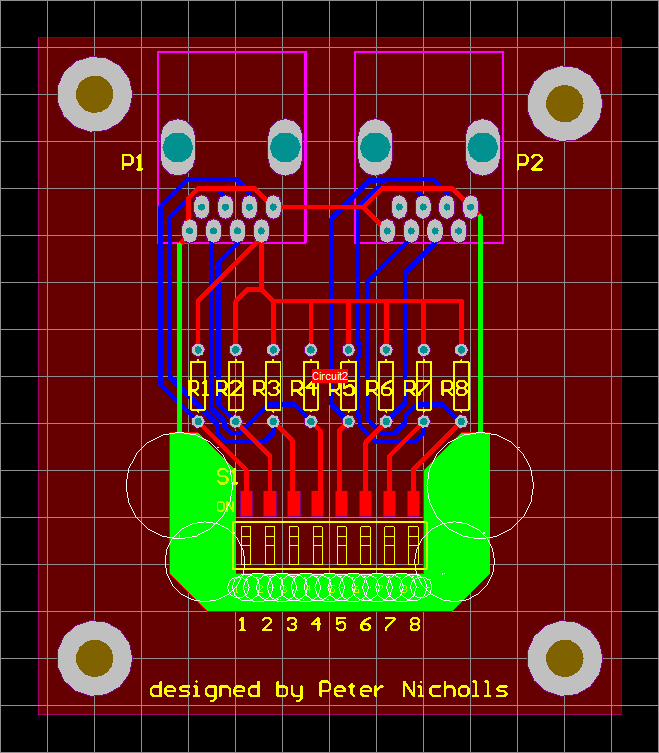 P1 P2
Circuit2
R1 R2 R3 R4 R5 R6 R7 R8
S1
ON
1 2 3 4 5 6 7 8
designed by Peter Nicholls